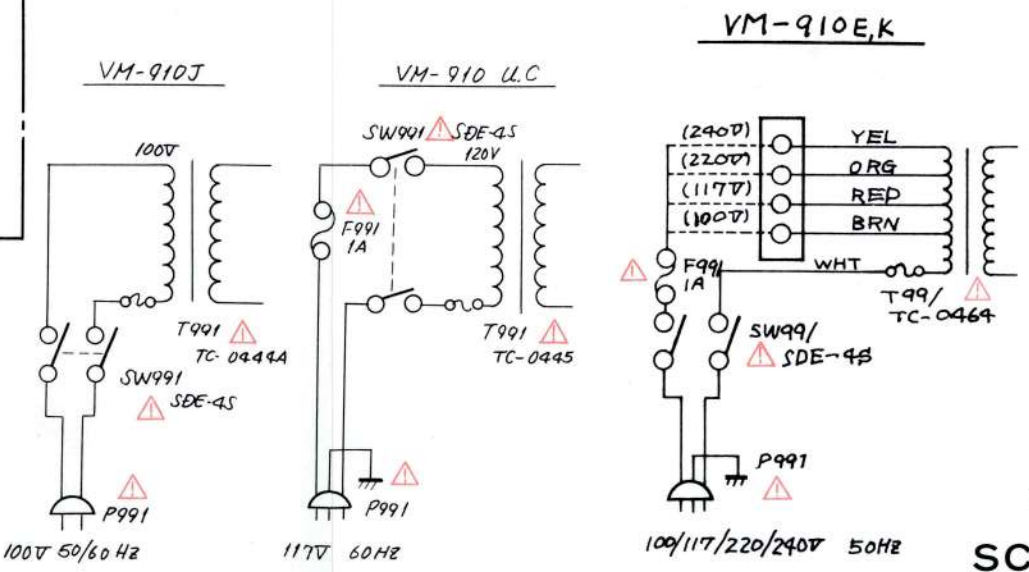 VM-910J
100V
T991
TC-0444A
SW991
SDE-4S
P991
100V 50/60 HZ
VM-910 U.C
SW991 SDE-4S
120V
F991
1A
T991
TC-0445
P991
117V 60HZ
VM-910E,K
(240V) YEL
(220V) ORG
(117V) RED
(100V) BRN
WHT
F991
1A
T991
TC-0464
SW991
SDE-4S
P991
100/117/220/240V 50HZ
SC